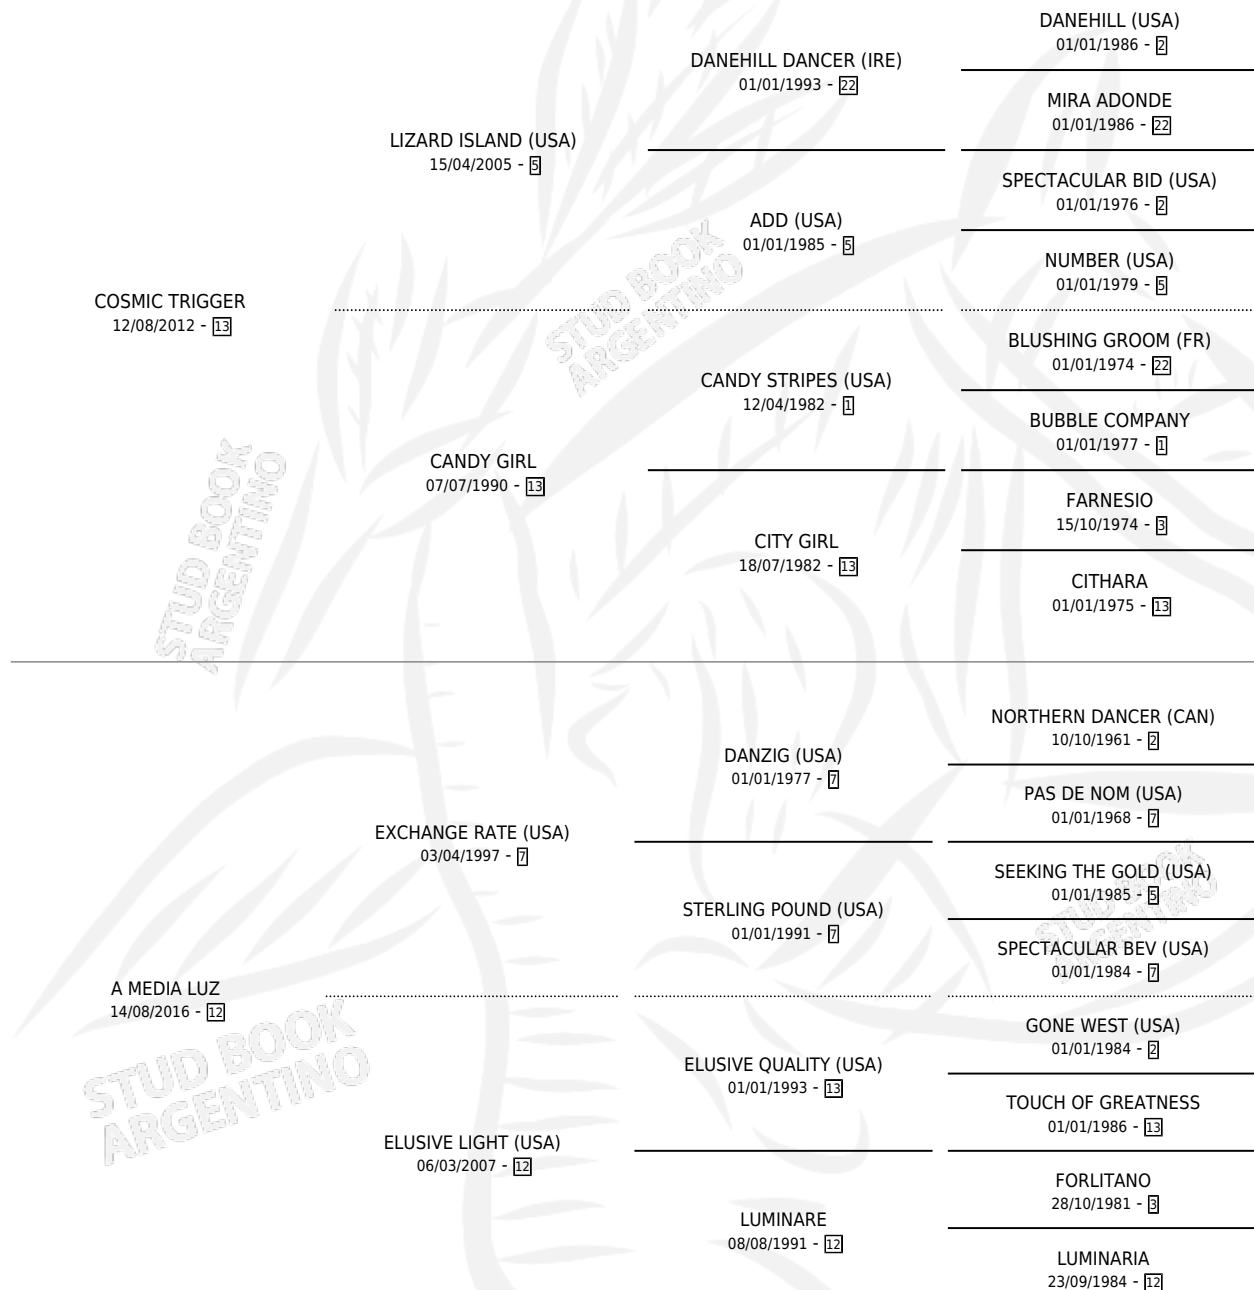 DANEHILL (USA)
01/01/1986 - 2
DANEHILL DANCER (IRE)
01/01/1993 - 22
MIRA ADONDE
01/01/1986 - 22
LIZARD ISLAND (USA)
15/04/2005 - 5
SPECTACULAR BID (USA)
01/01/1976 - 2
ADD (USA)
01/01/1985 - 5
NUMBER (USA)
01/01/1979 - 5
COSMIC TRIGGER
12/08/2012 - 13
BLUSHING GROOM (FR)
01/01/1974 - 22
CANDY STRIPES (USA)
12/04/1982 - 1
BUBBLE COMPANY
01/01/1977 - 1
CANDY GIRL
07/07/1990 - 13
FARNESIO
15/10/1974 - 3
CITY GIRL
18/07/1982 - 13
CITHARA
01/01/1975 - 13
NORTHERN DANCER (CAN)
10/10/1961 - 2
DANZIG (USA)
01/01/1977 - 7
PAS DE NOM (USA)
01/01/1968 - 7
EXCHANGE RATE (USA)
03/04/1997 - 7
SEEKING THE GOLD (USA)
01/01/1985 - 5
STERLING POUND (USA)
01/01/1991 - 7
SPECTACULAR BEV (USA)
01/01/1984 - 7
A MEDIA LUZ
14/08/2016 - 12
GONE WEST (USA)
01/01/1984 - 2
ELUSIVE QUALITY (USA)
01/01/1993 - 13
TOUCH OF GREATNESS
01/01/1986 - 13
ELUSIVE LIGHT (USA)
06/03/2007 - 12
FORLITANO
28/10/1981 - 3
LUMINARE
08/08/1991 - 12
LUMINARIA
23/09/1984 - 12
STUD BOOK
ARGENTINO
STUD BOOK
ARGENTINO
STUD BOOK
ARGENTINO
STUD BOOK
ARGENTINO